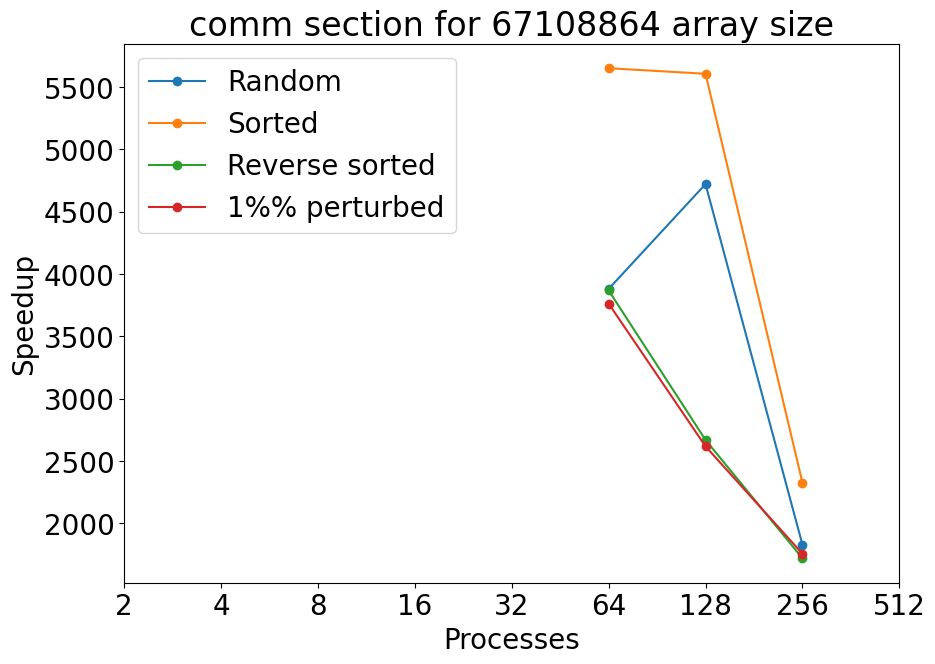 comm section for 67108864 array size
Random
Sorted
Reverse sorted
1%% perturbed
Speedup
5500
5000
4500
4000
3500
3000
2500
2000
2 4 8 16 32 64 128 256 512
Processes